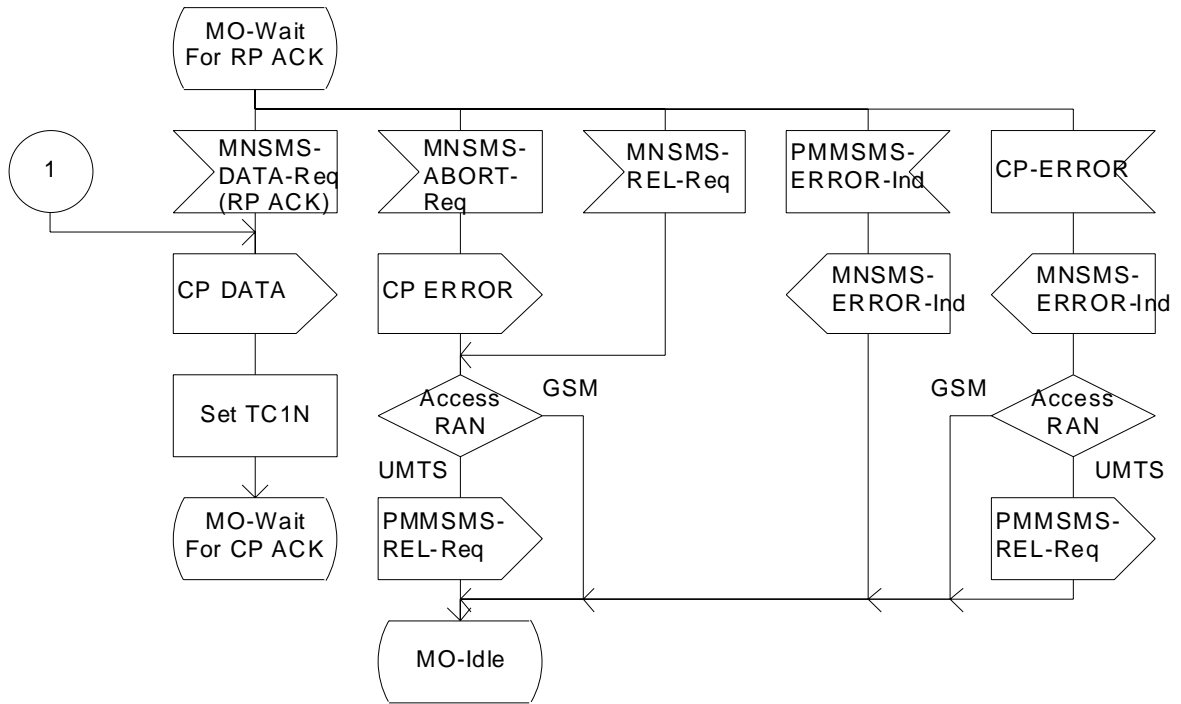 MO-Wait
For RP ACK
1
MNSMS-
DATA-Req
(RP ACK)
MNSMS-
ABORT-
Req
MNSMS-
REL-Req
PMMSMS-
ERROR-Ind
CP-ERROR
CP DATA
CP ERROR
MNSMS-
ERROR-Ind
MNSMS-
ERROR-Ind
Set TC1N
Access
RAN
GSM
UMTS
GSM
Access
RAN
UMTS
MO-Wait
For CP ACK
PMMSMS-
REL-Req
PMMSMS-
REL-Req
MO-Idle